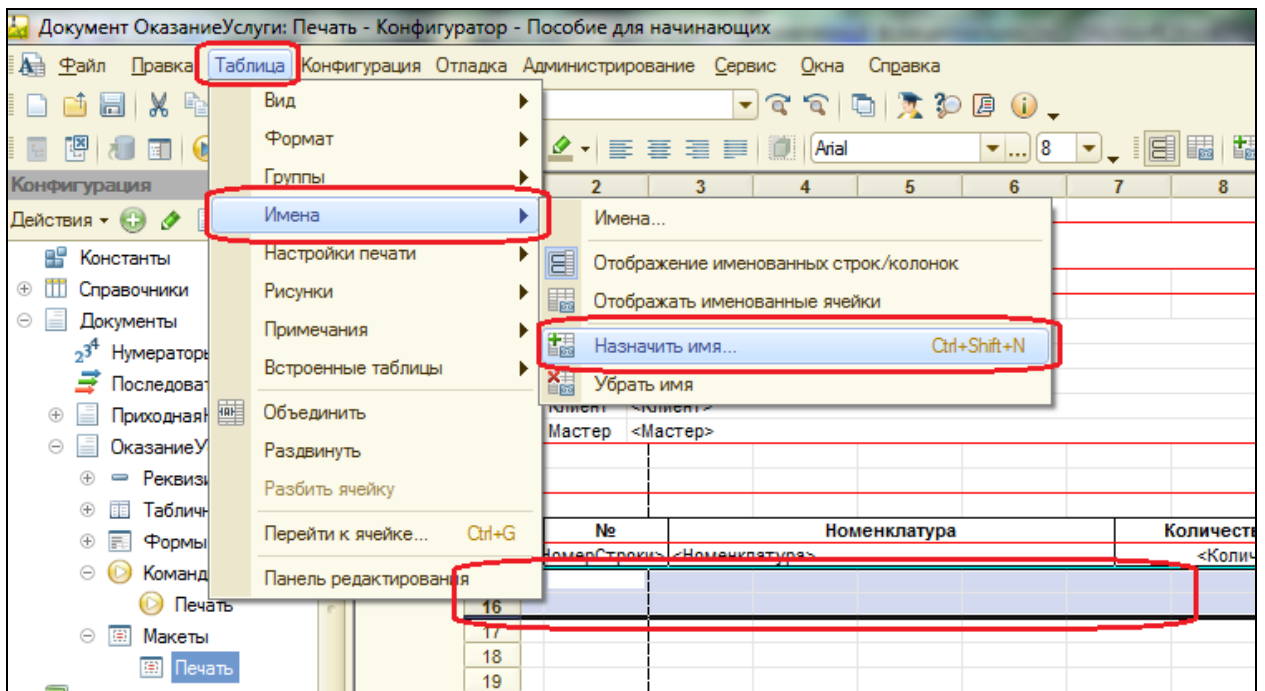 Документ ОказаниеУслуги: Печать - Конфигуратор - Пособие для начинающих
Файл Правка Таблица Конфигурация Отладка Администрирование Сервис Окна Справка
Arial 8
Конфигурация
Действия
Константы
Справочники
Документы
Нумераторы
Последоват
ПриходнаяН
ОказаниеУ
Реквизи
Табличн
Формы
Команд
Печать
Макеты
Печать
Вид
Формат
Группы
Имена
Настройки печати
Рисунки
Примечания
Встроенные таблицы
Объединить
Раздвинуть
Разбить ячейку
Перейти к ячейке... Ctrl+G
Панель редактирования
Имена...
Отображение именованных строк/колонок
Отображать именованные ячейки
Назначить имя... Ctrl+Shift+N
Убрать имя
2 3 4 5 6 7 8
Клиент <Клиент>
Мастер <Мастер>
№ Номенклатура Количеств
НомерСтроки> <Номенклатура> <Колич
16
17
18
19